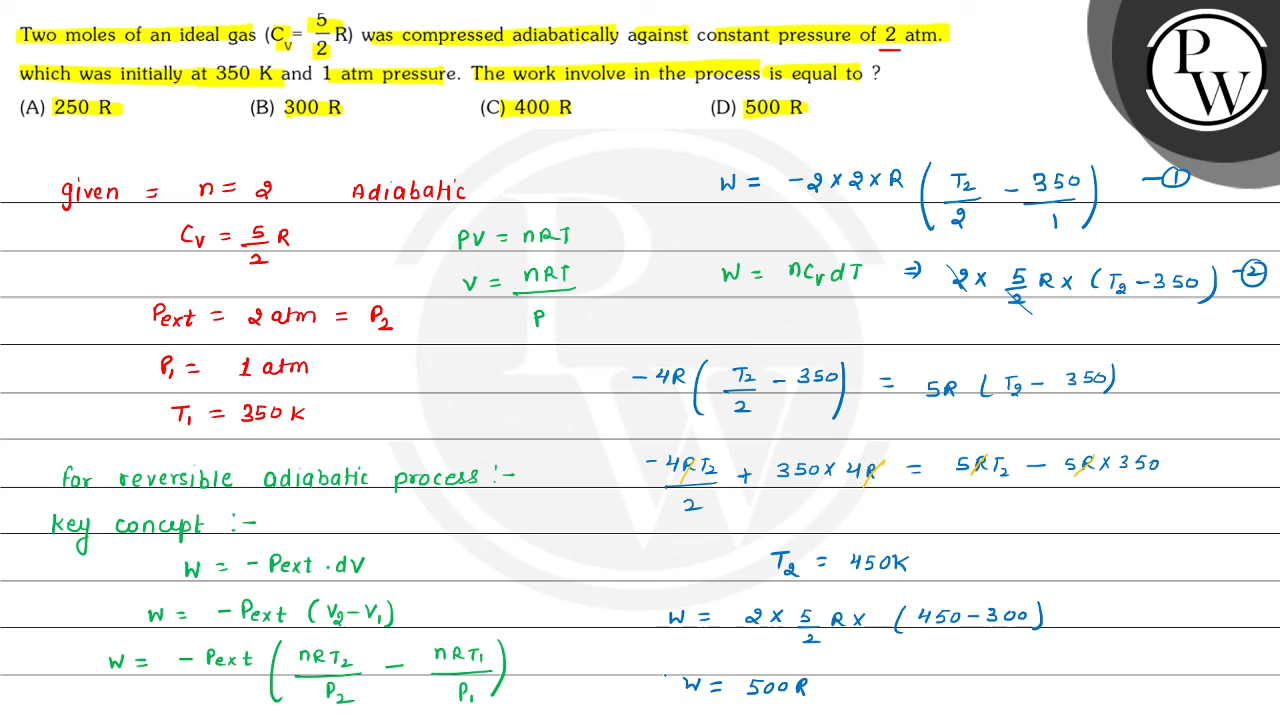 Two moles of an ideal gas (Cv = 5/2 R) was compressed adiabatically against constant pressure of 2 atm.
which was initially at 350 K and 1 atm pressure. The work involve in the process is equal to ?
(A) 250 R (B) 300 R (C) 400 R (D) 500 R
P
W
given = n = 2 Adiabatic
Cv = 5/2 R
Pext = 2 atm = P2
P1 = 1 atm
T1 = 350 K
PV = nRT
V = nRT/P
for reversible adiabatic process :-
key concept :-
W = - Pext . dV
W = - Pext (V2 - V1)
W = - Pext ( nRT2/P2 - nRT1/P1 )
W = -2 × 2 × R ( T2/2 - 350/1 ) —①
W = nCv dT ⇒ 2 × 5/2 R × (T2 - 350) —②
-4R ( T2/2 - 350 ) = 5R ( T2 - 350)
-4RT2/2 + 350 × 4R = 5RT2 - 5R × 350
T2 = 450K
W = 2 × 5/2 R × (450 - 300)
W = 500R